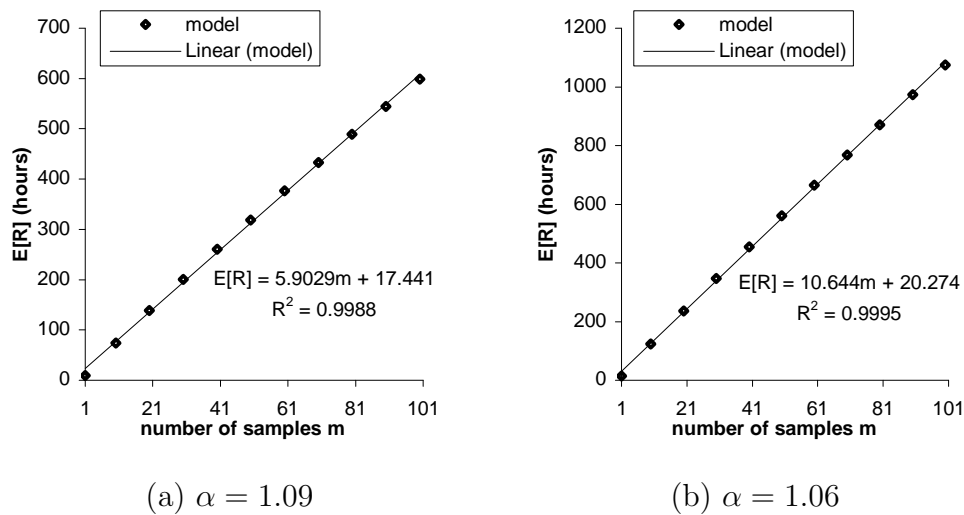 model
Linear (model)
700
600
500
400
300
200
100
0
E[R] (hours)
E[R] = 5.9029m + 17.441
R² = 0.9988
1 21 41 61 81 101
number of samples m
(a) α = 1.09
model
Linear (model)
1200
1000
800
600
400
200
0
E[R] (hours)
E[R] = 10.644m + 20.274
R² = 0.9995
1 21 41 61 81 101
number of samples m
(b) α = 1.06